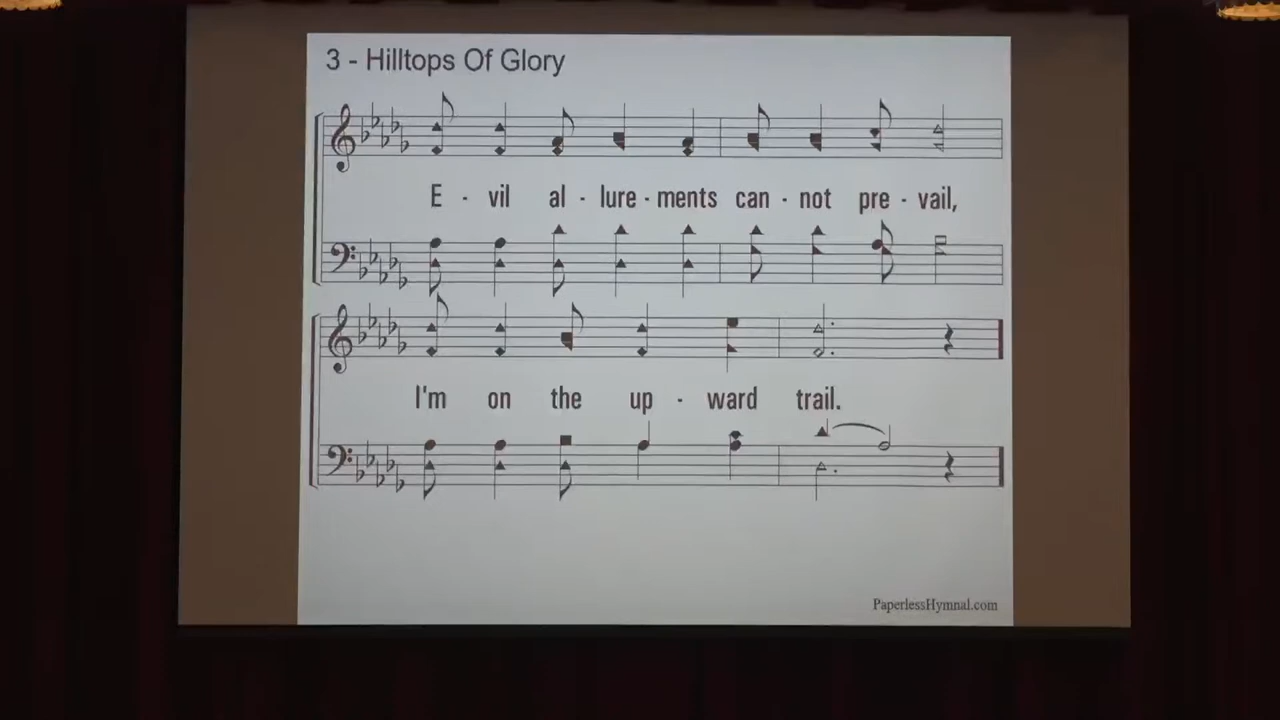 3 - Hilltops Of Glory
E - vil al - lure - ments can - not pre - vail,
I'm on the up - ward trail.
PaperlessHymnal.com